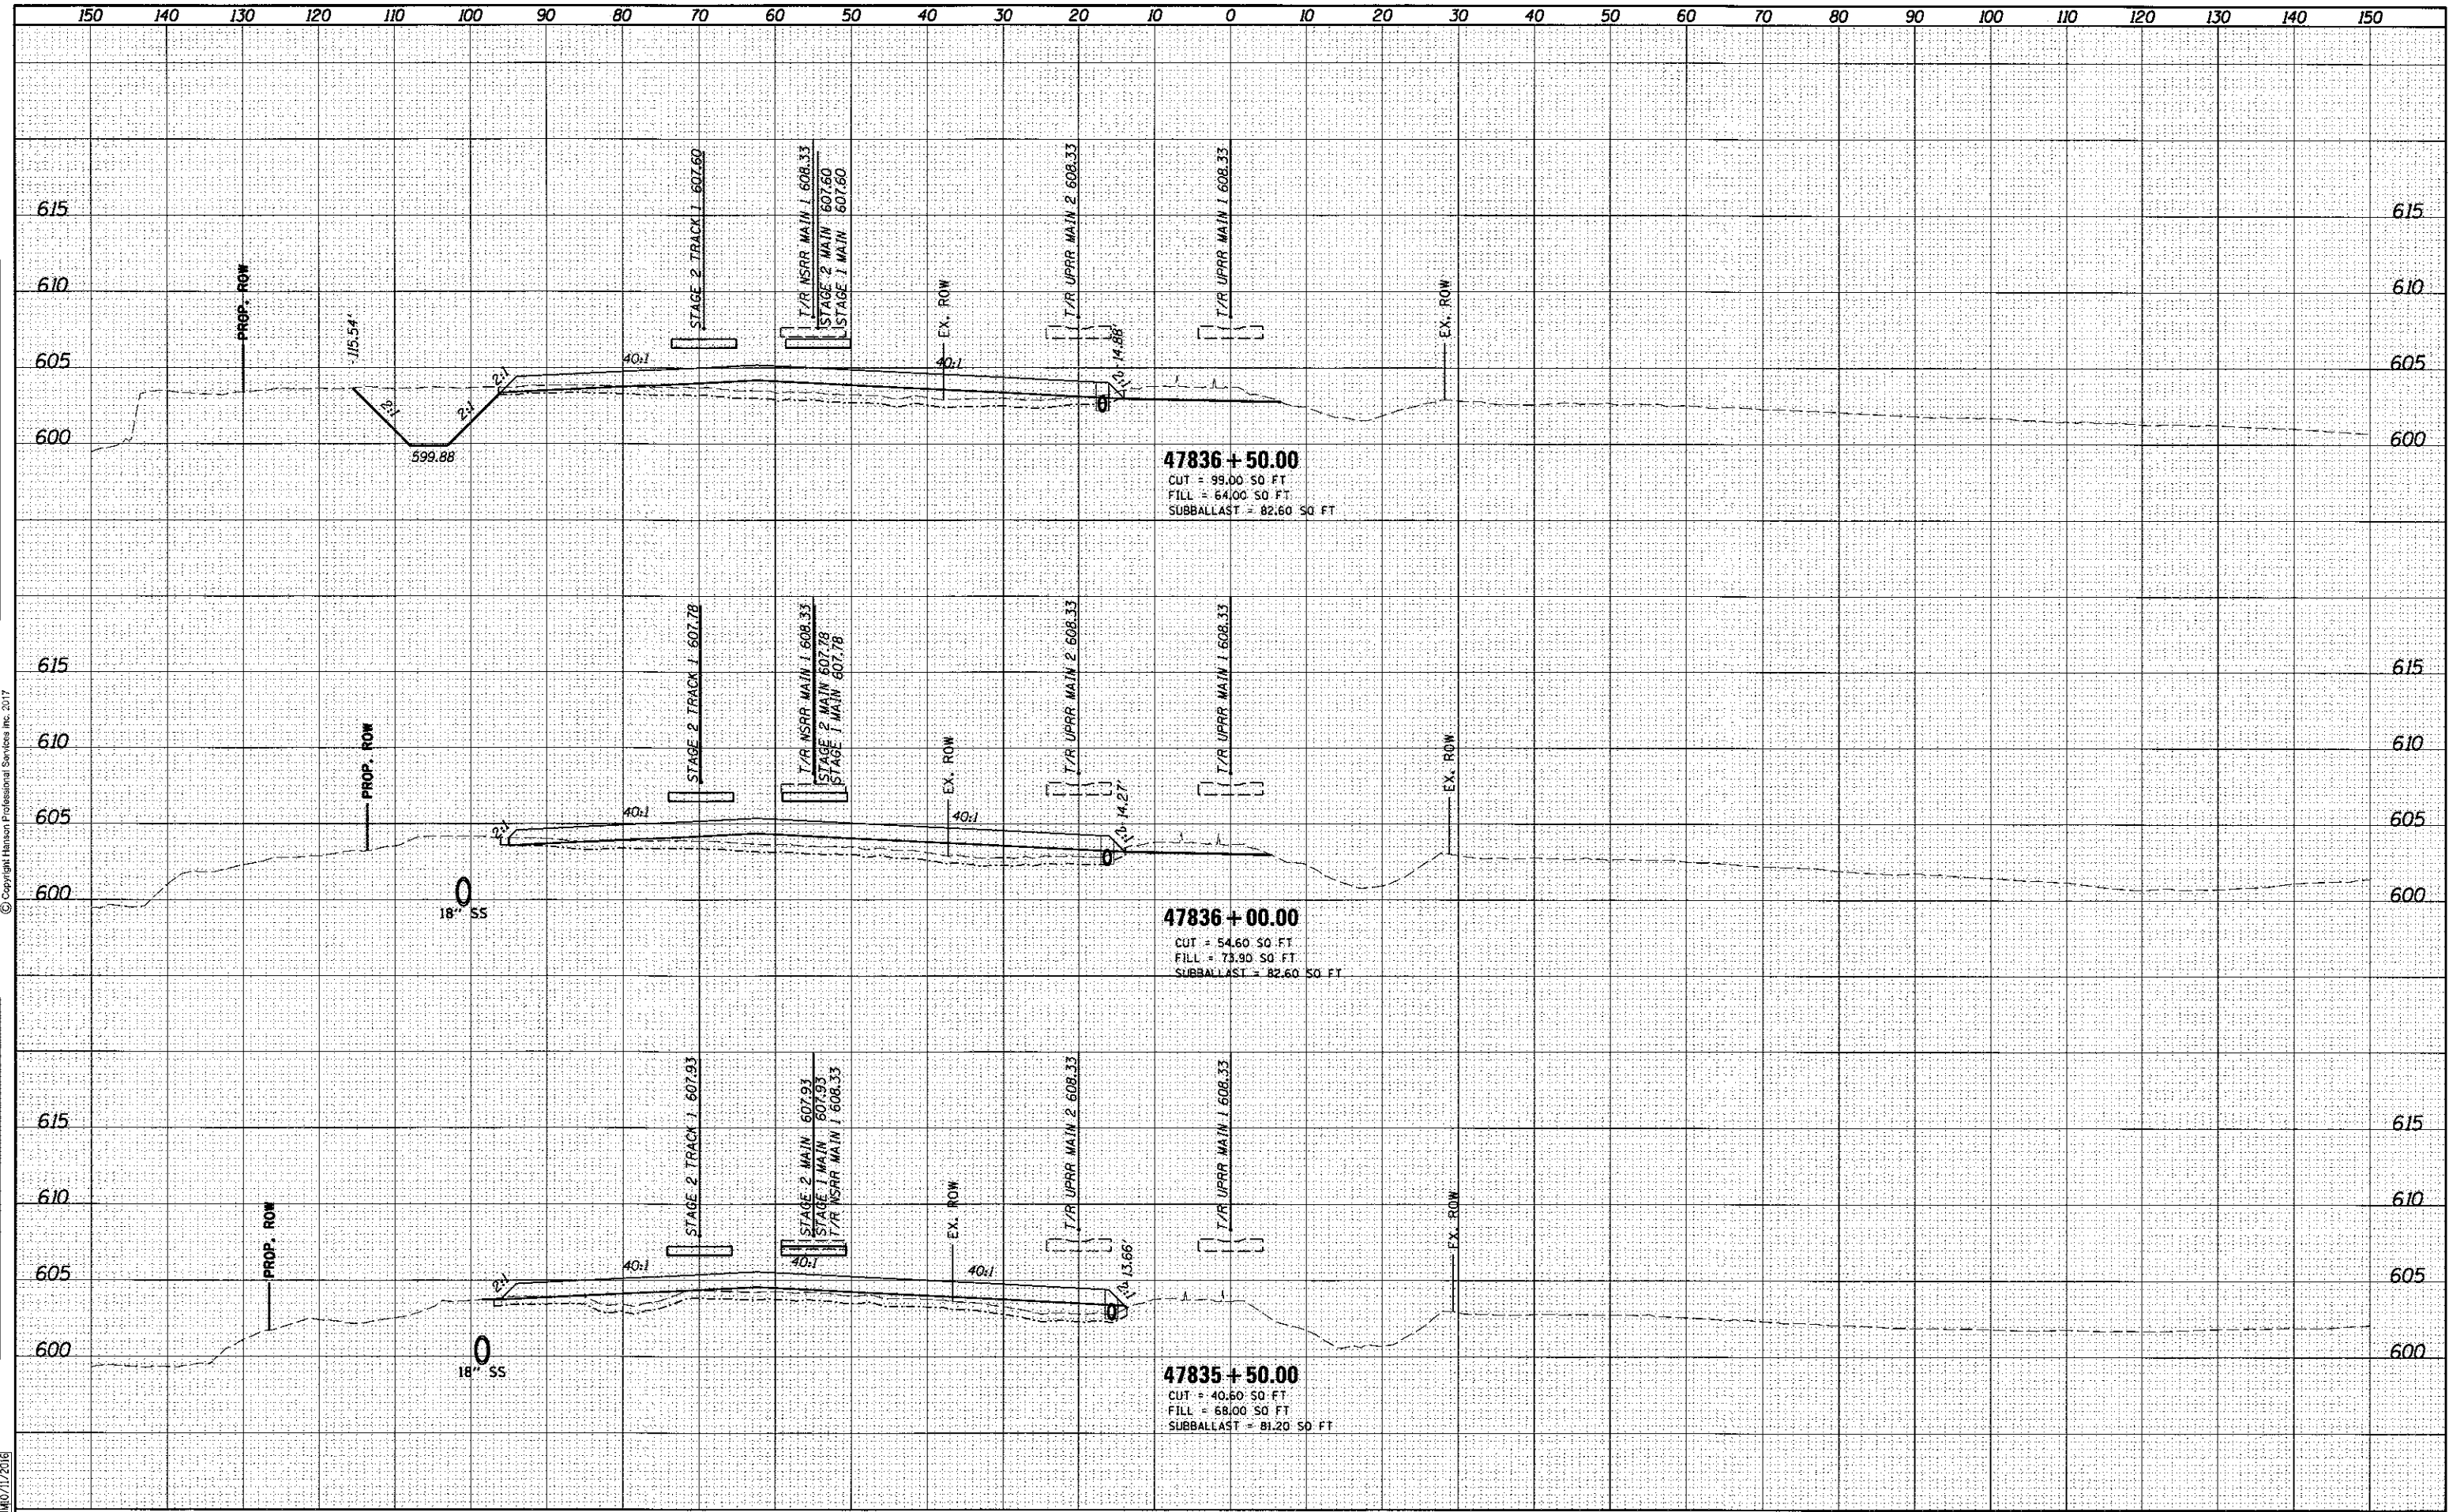 150 140 130 120 110 100 90 80 70 60 50 40 30 20 10 0 10 20 30 40 50 60 70 80 90 100 110 120 130 140 150
615 615
610 610
605 605
600 600
PROP. ROW
-115.54'
2:1
2:1
599.88
2:1
40:1
STAGE 2 TRACK 1 607.60
T/R NSRR MAIN 1 608.33
STAGE 2 MAIN 607.60
STAGE 1 MAIN 607.60
EX. ROW
40:1
T/R UPRR MAIN 2 608.33
-14.88'
T/R UPRR MAIN 1 608.33
EX. ROW
47836+50.00
CUT = 99.00 SQ FT
FILL = 64.00 SQ FT
SUBBALLAST = 82.60 SQ FT
615 615
610 610
605 605
600 600
PROP. ROW
18" SS
2:1
40:1
STAGE 2 TRACK 1 607.78
T/R NSRR MAIN 1 608.33
STAGE 2 MAIN 607.78
STAGE 1 MAIN 607.78
EX. ROW
40:1
T/R UPRR MAIN 2 608.33
-14.27'
T/R UPRR MAIN 1 608.33
EX. ROW
47836+00.00
CUT = 54.60 SQ FT
FILL = 73.90 SQ FT
SUBBALLAST = 82.60 SQ FT
615 615
610 610
605 605
600 600
PROP. ROW
18" SS
2:1
40:1
STAGE 2 TRACK 1 607.93
STAGE 2 MAIN 607.93
STAGE 1 MAIN 607.93
T/R NSRR MAIN 1 608.33
40:1
EX. ROW
40:1
T/R UPRR MAIN 2 608.33
-13.66'
T/R UPRR MAIN 1 608.33
EX. ROW
47835+50.00
CUT = 40.60 SQ FT
FILL = 68.00 SQ FT
SUBBALLAST = 81.20 SQ FT
© Copyright Hanson Professional Services Inc. 2017